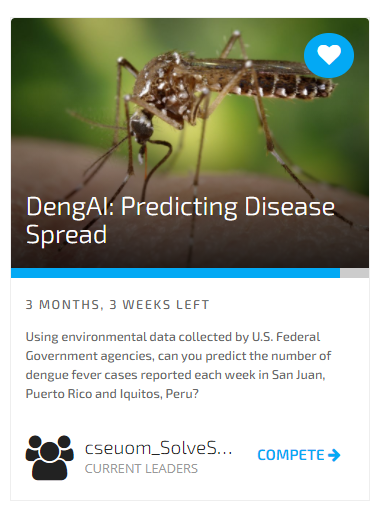 DengAI: Predicting Disease
Spread
3 MONTHS, 3 WEEKS LEFT
Using environmental data collected by U.S. Federal
Government agencies, can you predict the number of
dengue fever cases reported each week in San Juan,
Puerto Rico and Iquitos, Peru?
cseuom_SolveS...
CURRENT LEADERS
COMPETE